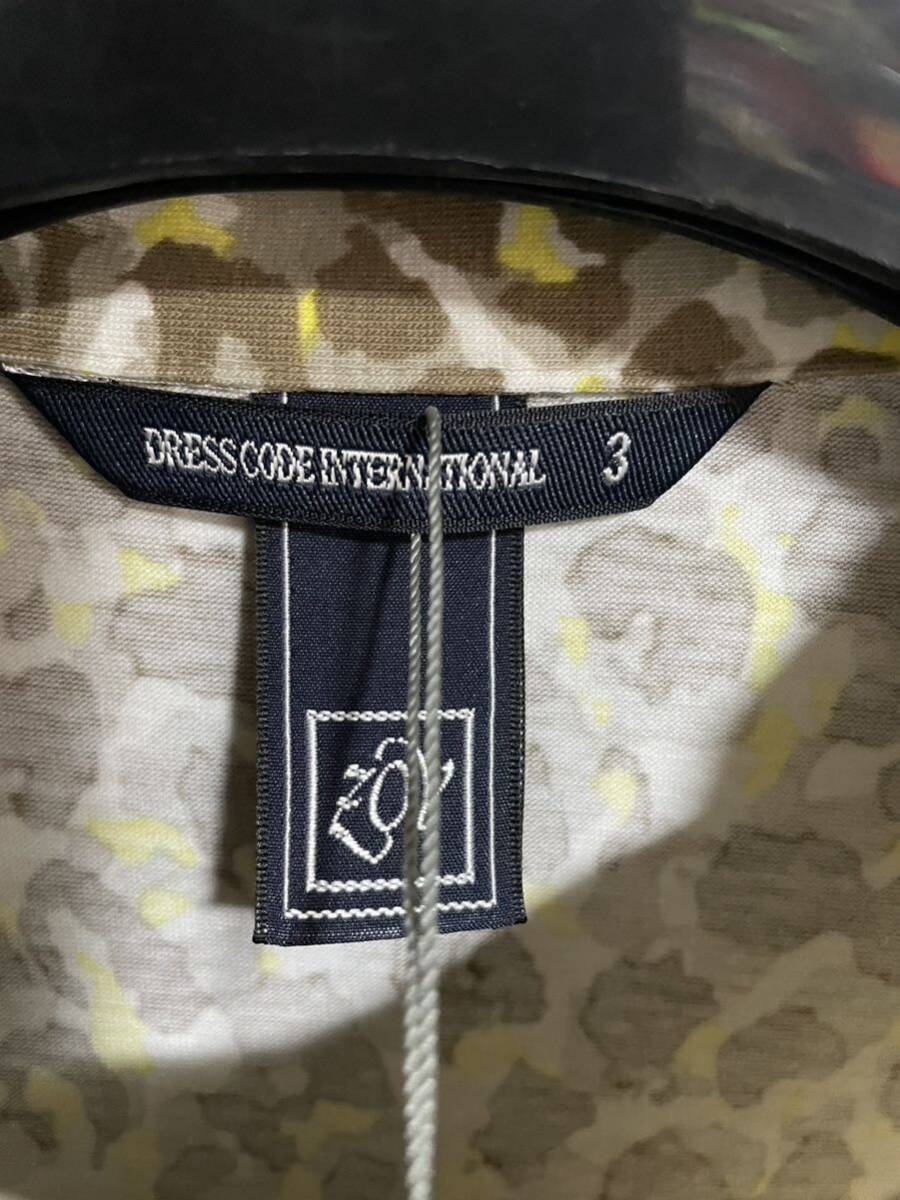 DRESS CODE INTERNATIONAL 3